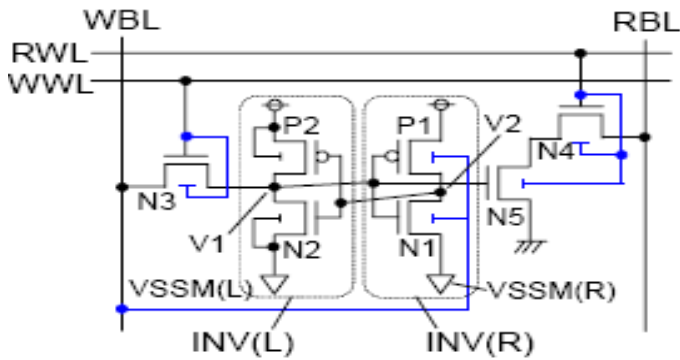 WBL
RBL
RWL
WWL
P2
P1
V2
N3
N4
N5
V1
N2
N1
VSSM(L)
VSSM(R)
INV(L)
INV(R)